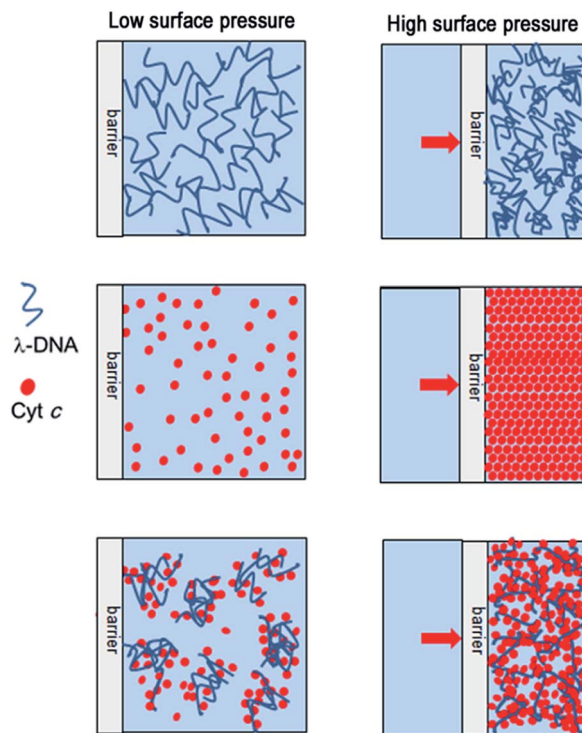 Low surface pressure
High surface pressure
barrier
barrier
λ-DNA
Cyt c
barrier
barrier
barrier
barrier